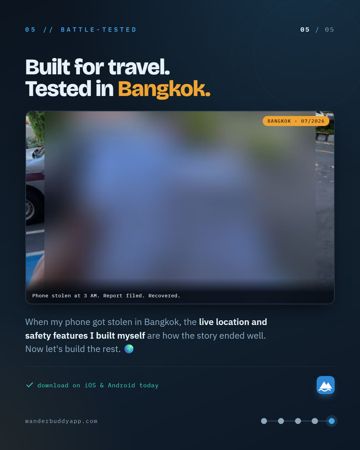 05 // BATTLE-TESTED
05 / 05
Built for travel.
Tested in Bangkok.
BANGKOK · 07/2026
Phone stolen at 3 AM. Report filed. Recovered.
When my phone got stolen in Bangkok, the live location and
safety features I built myself are how the story ended well.
Now let's build the rest. 🌍
✓ download on iOS & Android today
wanderbuddyapp.com